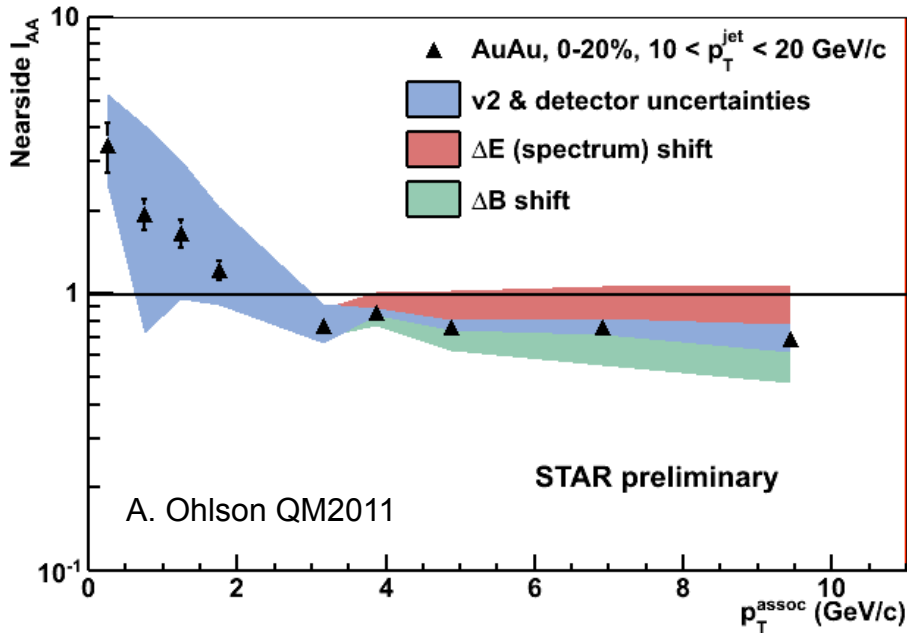 Nearside I_AA
10
1
10^-1
AuAu, 0-20%, 10 < p_T^jet < 20 GeV/c
v2 & detector uncertainties
ΔE (spectrum) shift
ΔB shift
STAR preliminary
A. Ohlson QM2011
0 2 4 6 8 10
p_T^assoc (GeV/c)